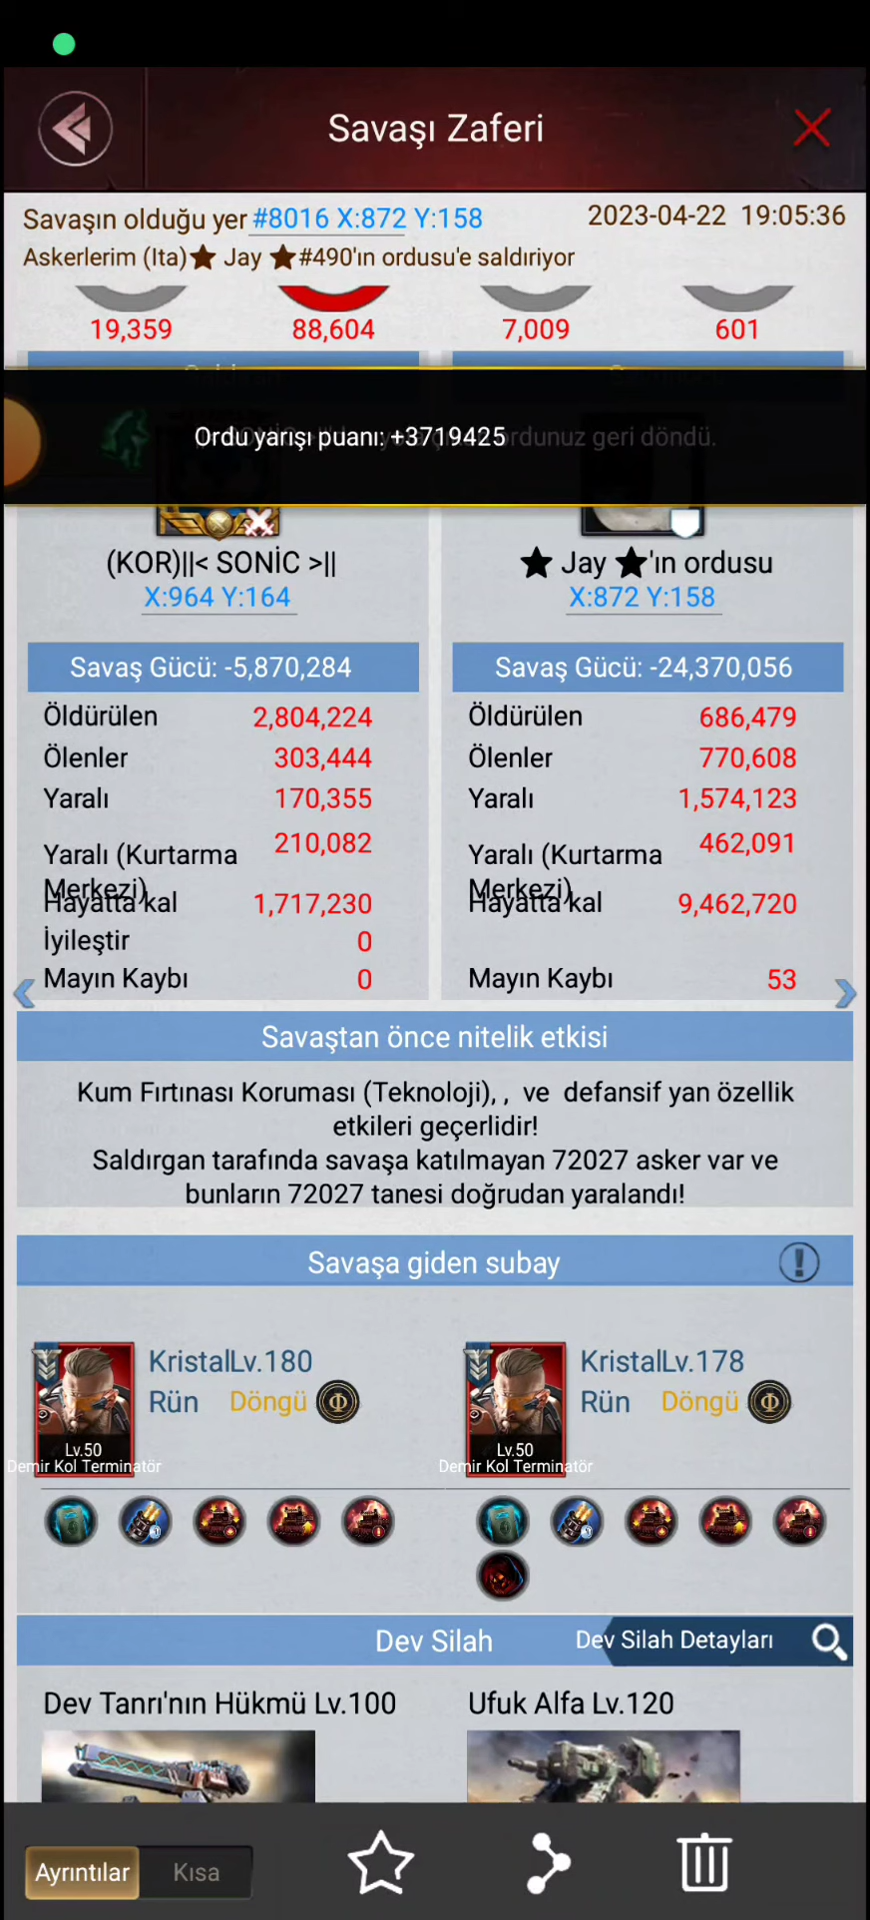 Savaşı Zaferi
Savaşın olduğu yer #8016 X:872 Y:158 2023-04-22 19:05:36
Askerlerim (Ita)★ Jay ★#490'ın ordusu'e saldırıyor
19,359 88,604 7,009 601
Ordu yarışı puanı: +3719425
ordunuz geri döndü.
(KOR)||< SONİC >|| ★ Jay ★'ın ordusu
X:964 Y:164 X:872 Y:158
Savaş Gücü: -5,870,284 Savaş Gücü: -24,370,056
Öldürülen 2,804,224 Öldürülen 686,479
Ölenler 303,444 Ölenler 770,608
Yaralı 170,355 Yaralı 1,574,123
Yaralı (Kurtarma Merkezi) 210,082 Yaralı (Kurtarma Merkezi) 462,091
Hayatta kal 1,717,230 Hayatta kal 9,462,720
İyileştir 0
Mayın Kaybı 0 Mayın Kaybı 53
Savaştan önce nitelik etkisi
Kum Fırtınası Koruması (Teknoloji), , ve defansif yan özellik
etkileri geçerlidir!
Saldırgan tarafında savaşa katılmayan 72027 asker var ve
bunların 72027 tanesi doğrudan yaralandı!
Savaşa giden subay
KristalLv.180 KristalLv.178
Rün Döngü Rün Döngü
Lv.50 Lv.50
Demir Kol Terminatör Demir Kol Terminatör
Dev Silah Dev Silah Detayları
Dev Tanrı'nın Hükmü Lv.100 Ufuk Alfa Lv.120
Ayrıntılar Kısa